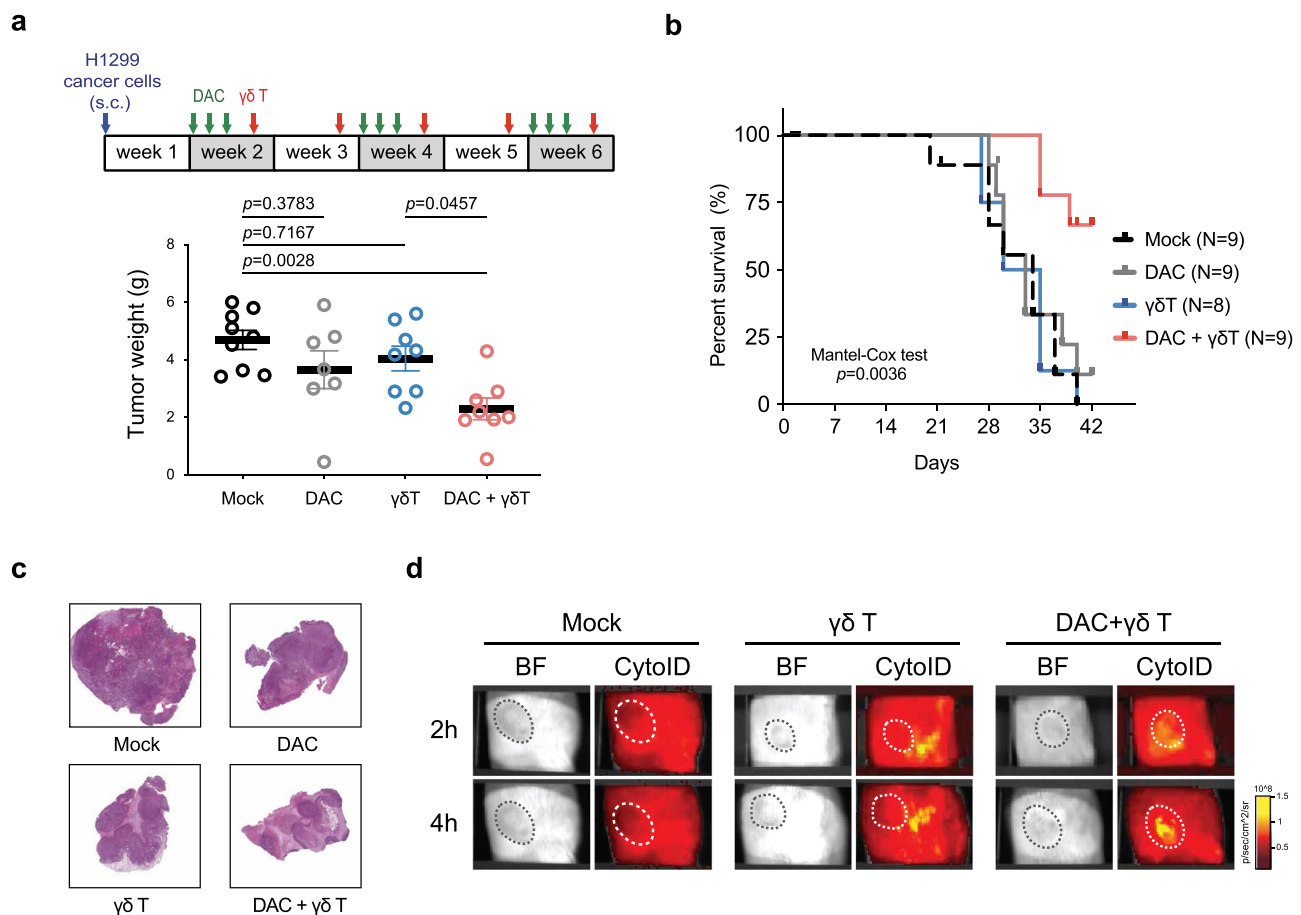 a
H1299
cancer cells
(s.c.)
DAC
γδ T
week 1
week 2
week 3
week 4
week 5
week 6
p=0.3783
p=0.0457
p=0.7167
p=0.0028
Tumor weight (g)
8
6
4
2
0
Mock
DAC
γδT
DAC + γδT
b
Percent survival (%)
100
75
50
25
0
Mantel-Cox test
p=0.0036
0
7
14
21
28
35
42
Days
Mock (N=9)
DAC (N=9)
γδT (N=8)
DAC + γδT (N=9)
c
Mock
DAC
γδ T
DAC + γδ T
d
Mock
γδ T
DAC+γδ T
BF
CytoID
BF
CytoID
BF
CytoID
2h
4h
10^8
1.5
1
0.5
p/sec/cm^2/sr